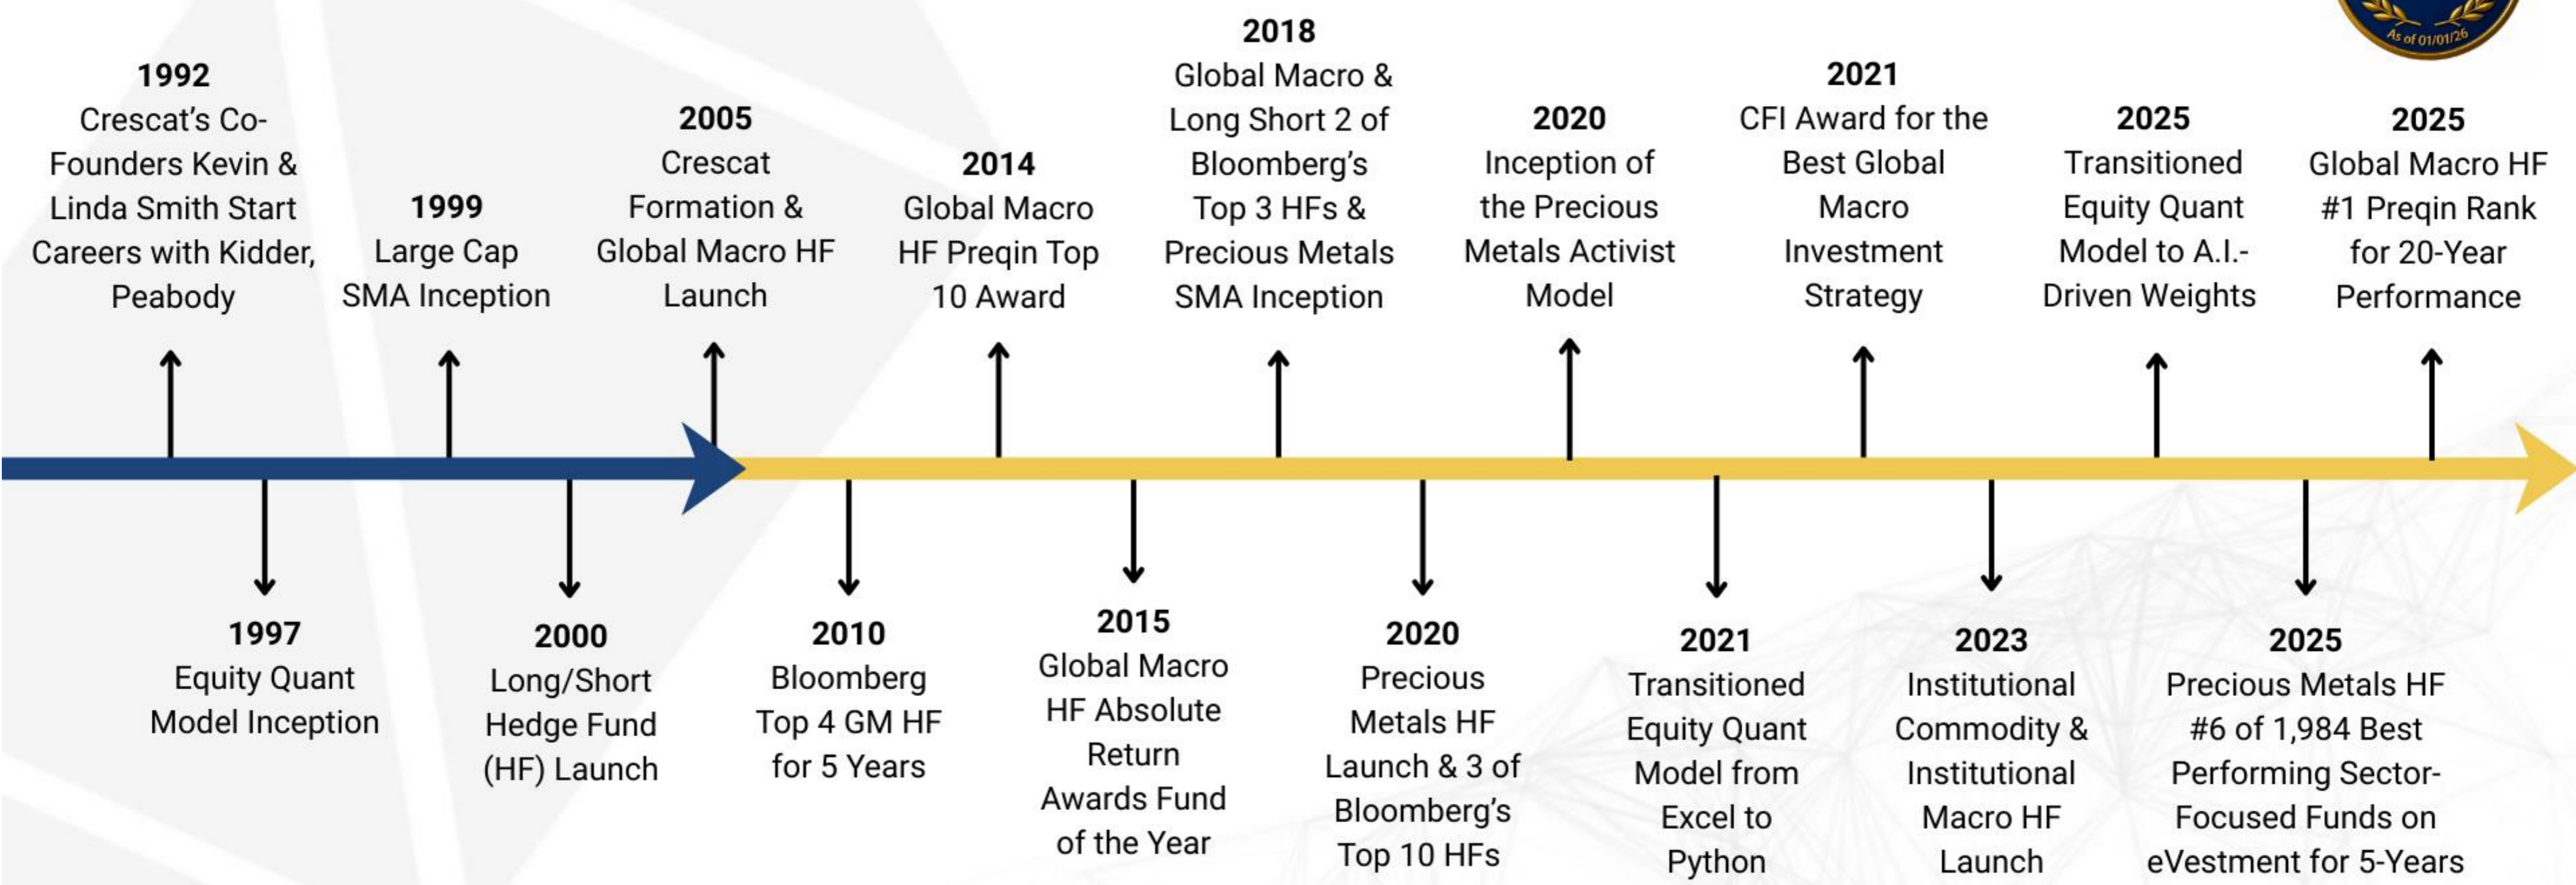 As of 01/01/26
1992
Crescat's Co-
Founders Kevin &
Linda Smith Start
Careers with Kidder,
Peabody
1997
Equity Quant
Model Inception
1999
Large Cap
SMA Inception
2000
Long/Short
Hedge Fund
(HF) Launch
2005
Crescat
Formation &
Global Macro HF
Launch
2010
Bloomberg
Top 4 GM HF
for 5 Years
2014
Global Macro
HF Preqin Top
10 Award
2015
Global Macro
HF Absolute
Return
Awards Fund
of the Year
2018
Global Macro &
Long Short 2 of
Bloomberg's
Top 3 HFs &
Precious Metals
SMA Inception
2020
Precious
Metals HF
Launch & 3 of
Bloomberg's
Top 10 HFs
2020
Inception of
the Precious
Metals Activist
Model
2021
Transitioned
Equity Quant
Model from
Excel to
Python
2021
CFI Award for the
Best Global
Macro
Investment
Strategy
2023
Institutional
Commodity &
Institutional
Macro HF
Launch
2025
Transitioned
Equity Quant
Model to A.I.-
Driven Weights
2025
Precious Metals HF
#6 of 1,984 Best
Performing Sector-
Focused Funds on
eVestment for 5-Years
2025
Global Macro HF
#1 Preqin Rank
for 20-Year
Performance